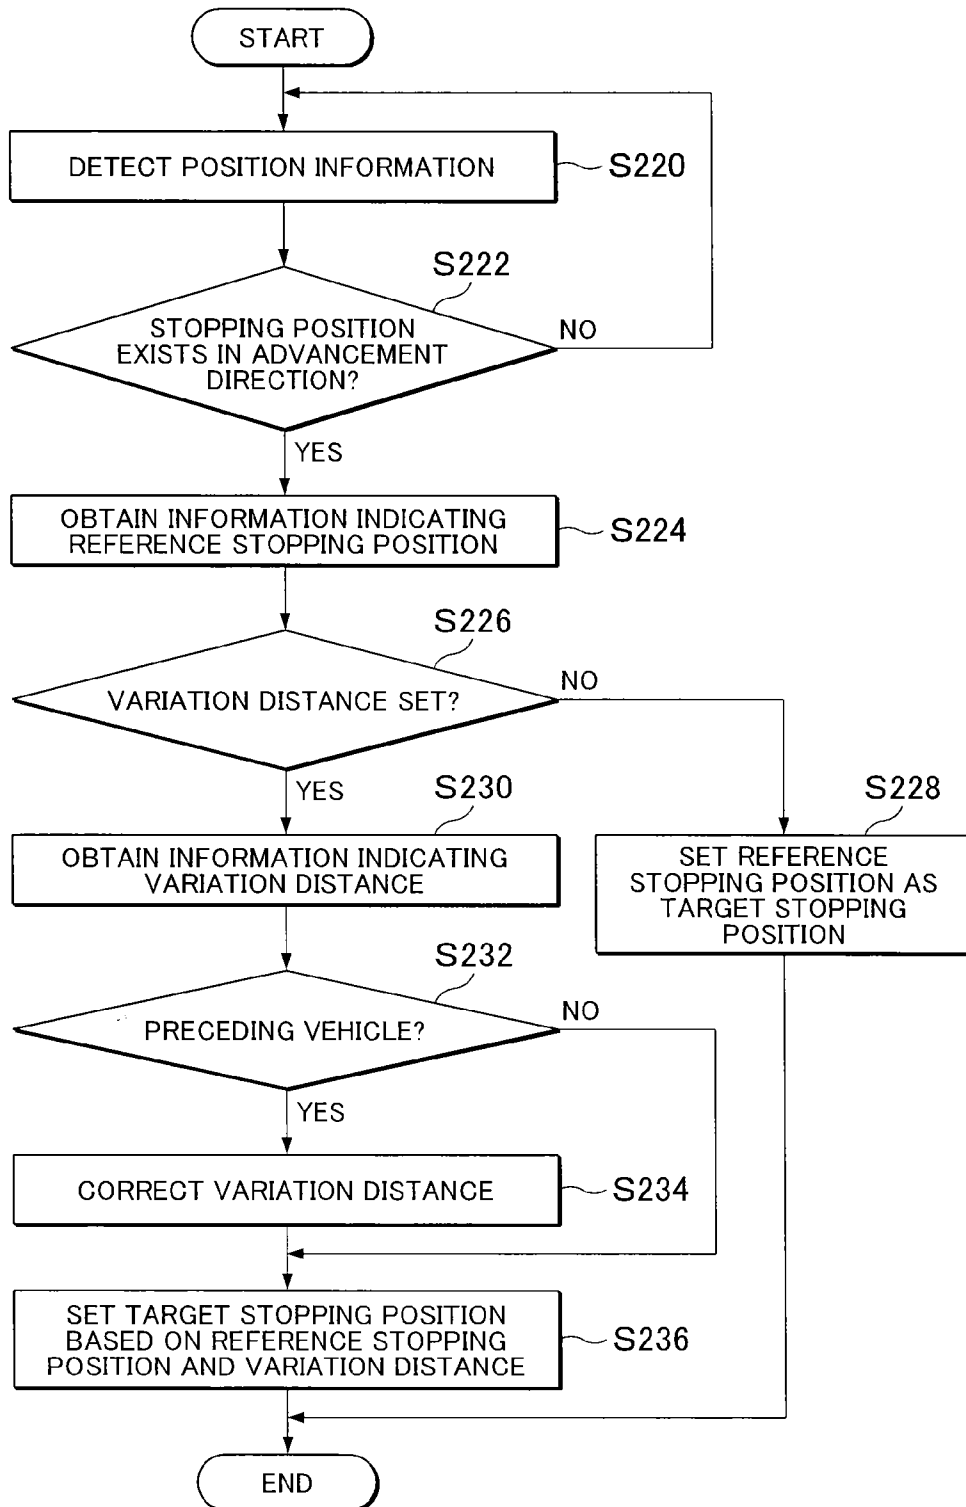 START
DETECT POSITION INFORMATION
S220
S222
STOPPING POSITION
EXISTS IN ADVANCEMENT
DIRECTION?
NO
YES
OBTAIN INFORMATION INDICATING
REFERENCE STOPPING POSITION
S224
S226
VARIATION DISTANCE SET?
NO
YES
S230
OBTAIN INFORMATION INDICATING
VARIATION DISTANCE
S228
SET REFERENCE
STOPPING POSITION AS
TARGET STOPPING
POSITION
S232
PRECEDING VEHICLE?
NO
YES
CORRECT VARIATION DISTANCE
S234
SET TARGET STOPPING POSITION
BASED ON REFERENCE STOPPING
POSITION AND VARIATION DISTANCE
S236
END